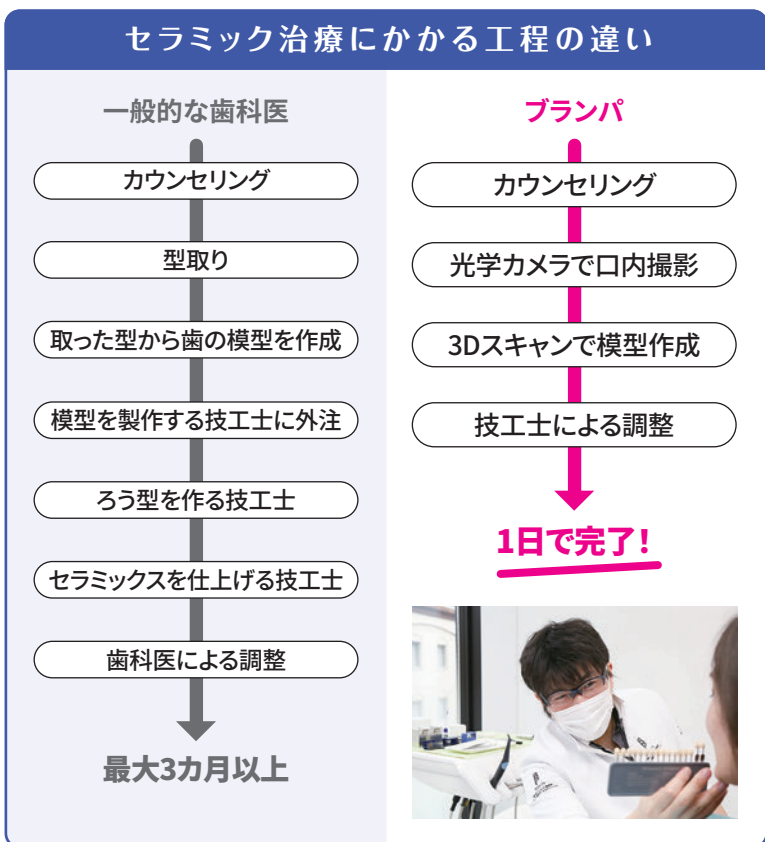 セラミック治療にかかる工程の違い
一般的な歯科医
カウンセリング
型取り
取った型から歯の模型を作成
模型を製作する技工士に外注
ろう型を作る技工士
セラミックスを仕上げる技工士
歯科医による調整
最大3カ月以上
ブランパ
カウンセリング
光学カメラで口内撮影
3Dスキャンで模型作成
技工士による調整
1日で完了!